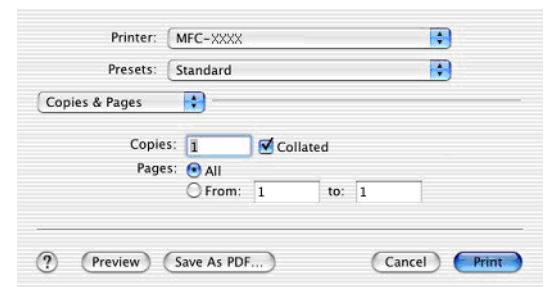 Printer: MFC-XXXX
Presets: Standard
Copies & Pages
Copies: 1 Collated
Pages: All
From: 1 to: 1
? Preview Save As PDF... Cancel Print